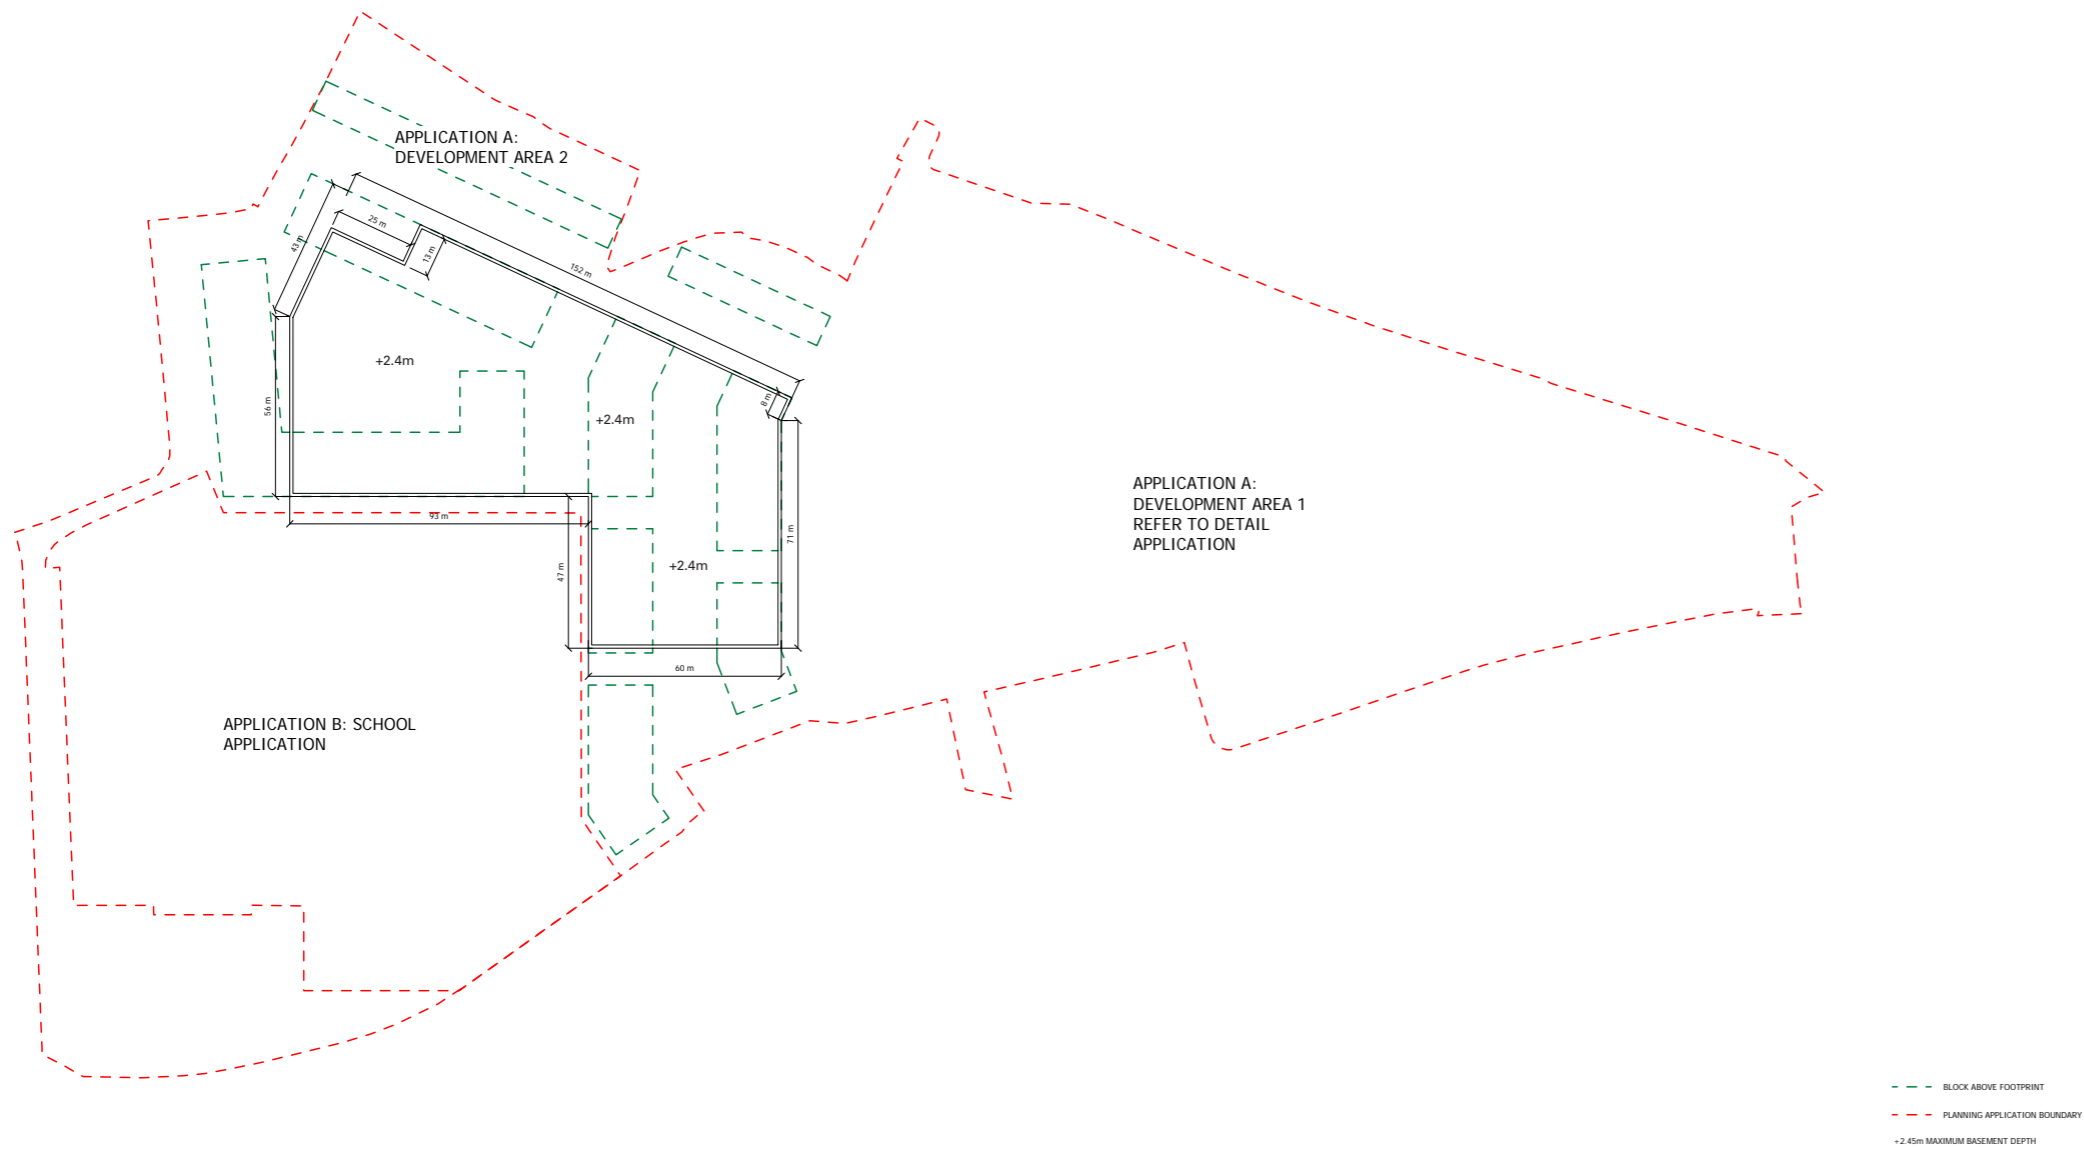 APPLICATION A:
DEVELOPMENT AREA 2
25 m
43 m
13 m
152 m
+2.4m
8 m
56 m
+2.4m
APPLICATION A:
DEVELOPMENT AREA 1
REFER TO DETAIL
APPLICATION
93 m
71 m
47 m
+2.4m
60 m
APPLICATION B: SCHOOL
APPLICATION
BLOCK ABOVE FOOTPRINT
PLANNING APPLICATION BOUNDARY
+2.45m MAXIMUM BASEMENT DEPTH